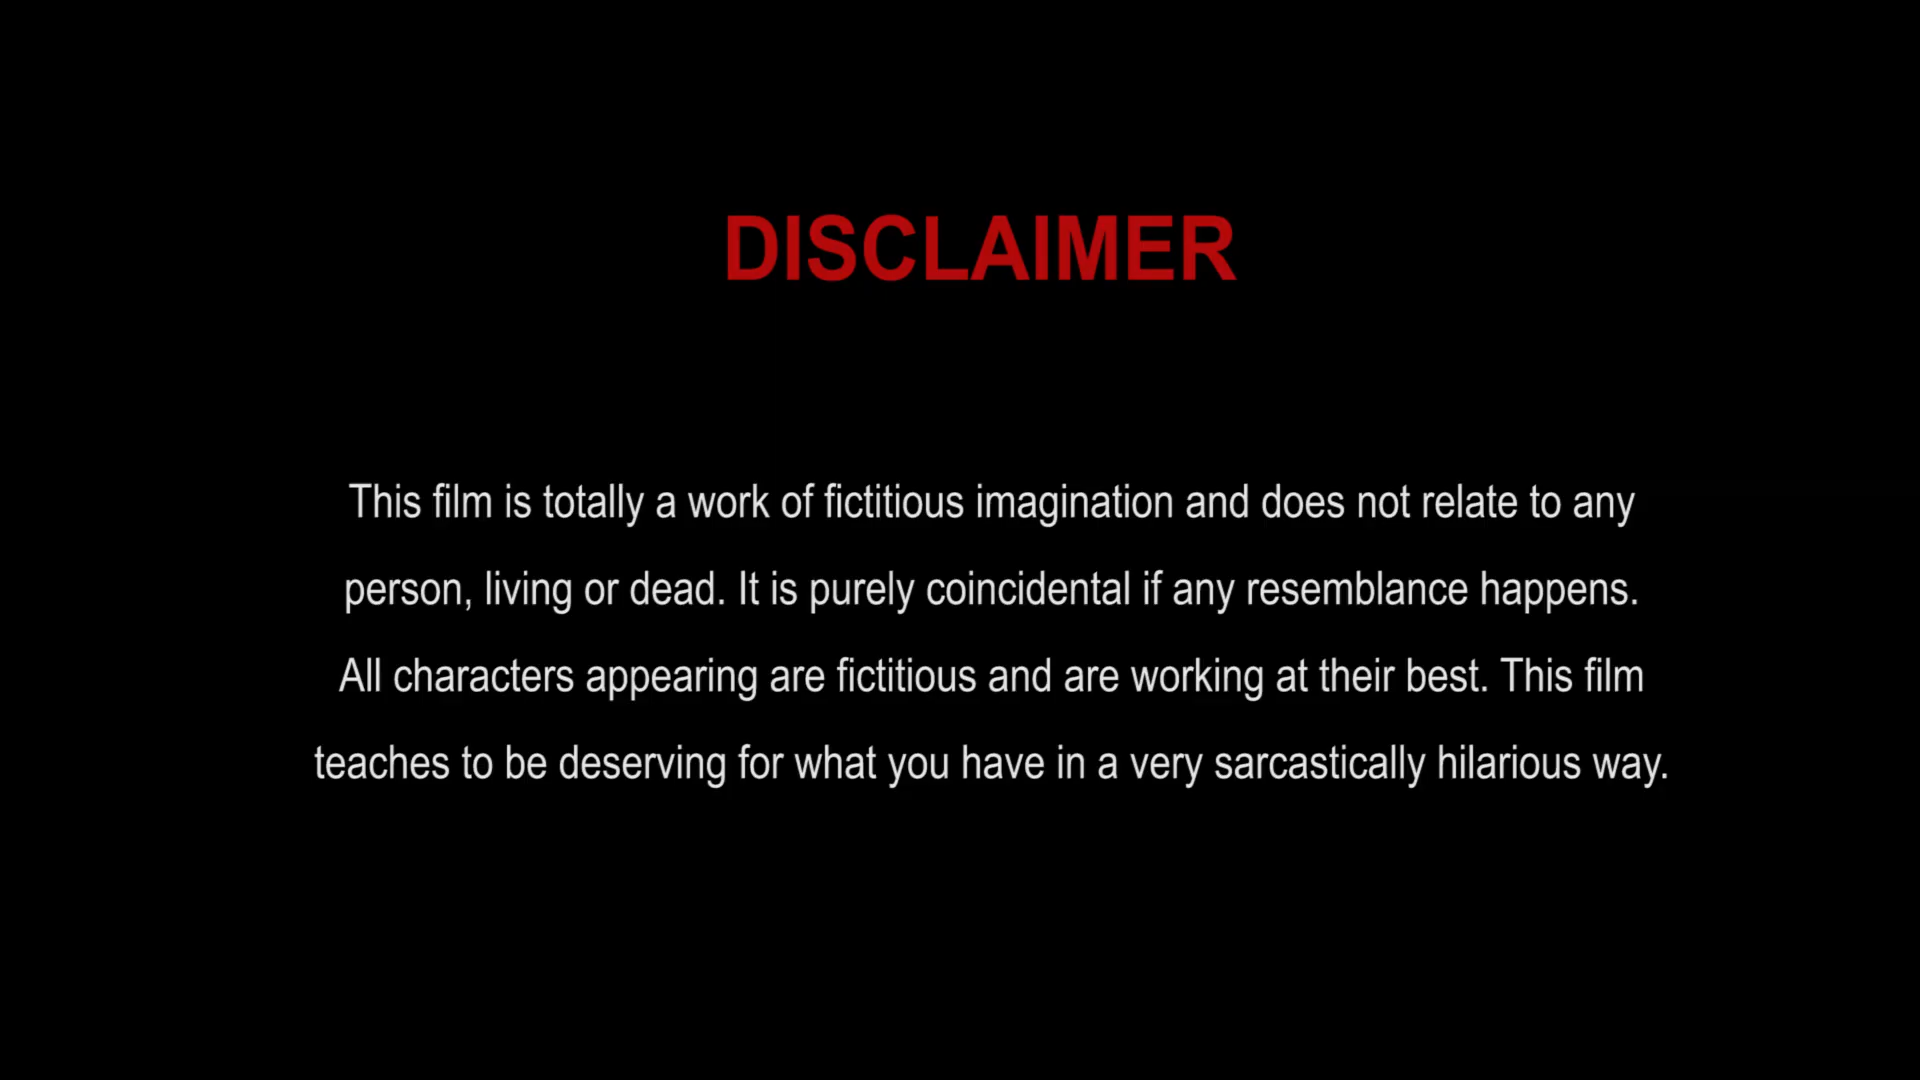 DISCLAIMER
This film is totally a work of fictitious imagination and does not relate to any
person, living or dead. It is purely coincidental if any resemblance happens.
All characters appearing are fictitious and are working at their best. This film
teaches to be deserving for what you have in a very sarcastically hilarious way.